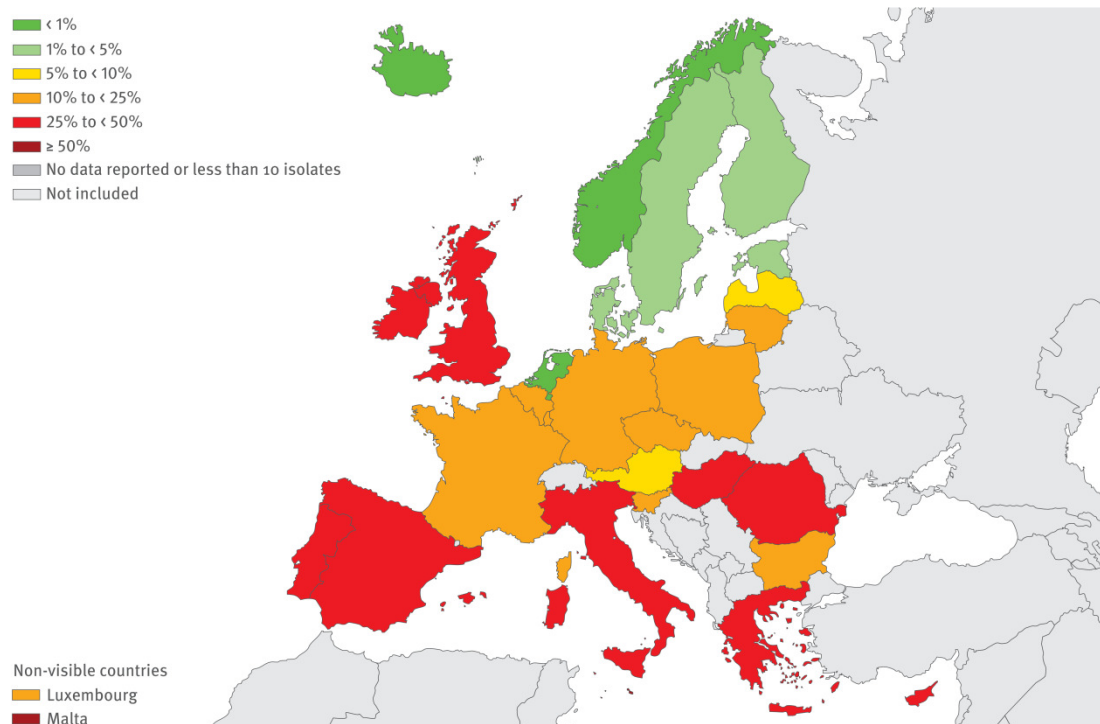 < 1%
1% to < 5%
5% to < 10%
10% to < 25%
25% to < 50%
≥ 50%
No data reported or less than 10 isolates
Not included
Non-visible countries
Luxembourg
Malta